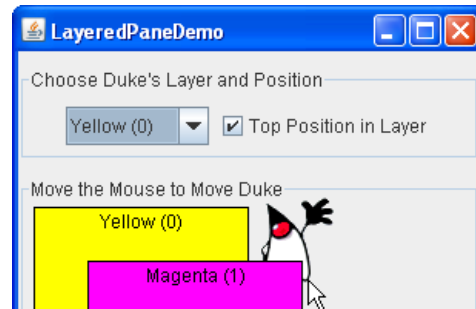 LayeredPaneDemo
Choose Duke's Layer and Position
Yellow (0) Top Position in Layer
Move the Mouse to Move Duke
Yellow (0)
Magenta (1)